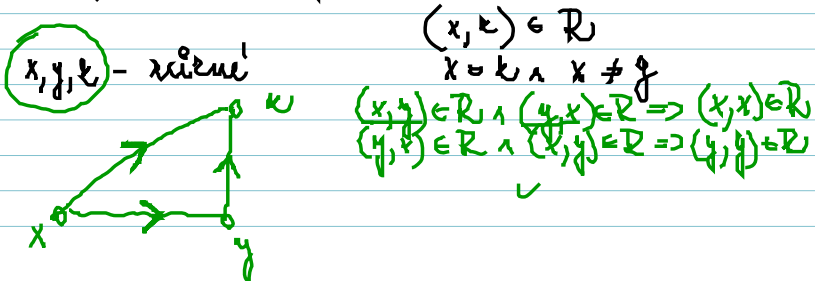 (x, z) ∈ R
x, y, z - různé
x = z ∧ x ≠ y
(x, y) ∈ R ∧ (y, x) ∈ R => (x, x) ∈ R
(y, x) ∈ R ∧ (x, y) ∈ R => (y, y) ∈ R
z
x
y